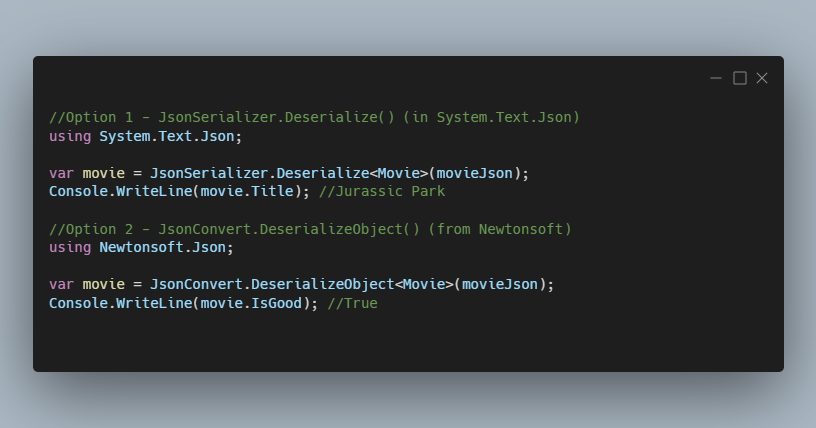 //Option 1 - JsonSerializer.Deserialize() (in System.Text.Json)
using System.Text.Json;
var movie = JsonSerializer.Deserialize<Movie>(movieJson);
Console.WriteLine(movie.Title); //Jurassic Park
//Option 2 - JsonConvert.DeserializeObject() (from Newtonsoft)
using Newtonsoft.Json;
var movie = JsonConvert.DeserializeObject<Movie>(movieJson);
Console.WriteLine(movie.IsGood); //True